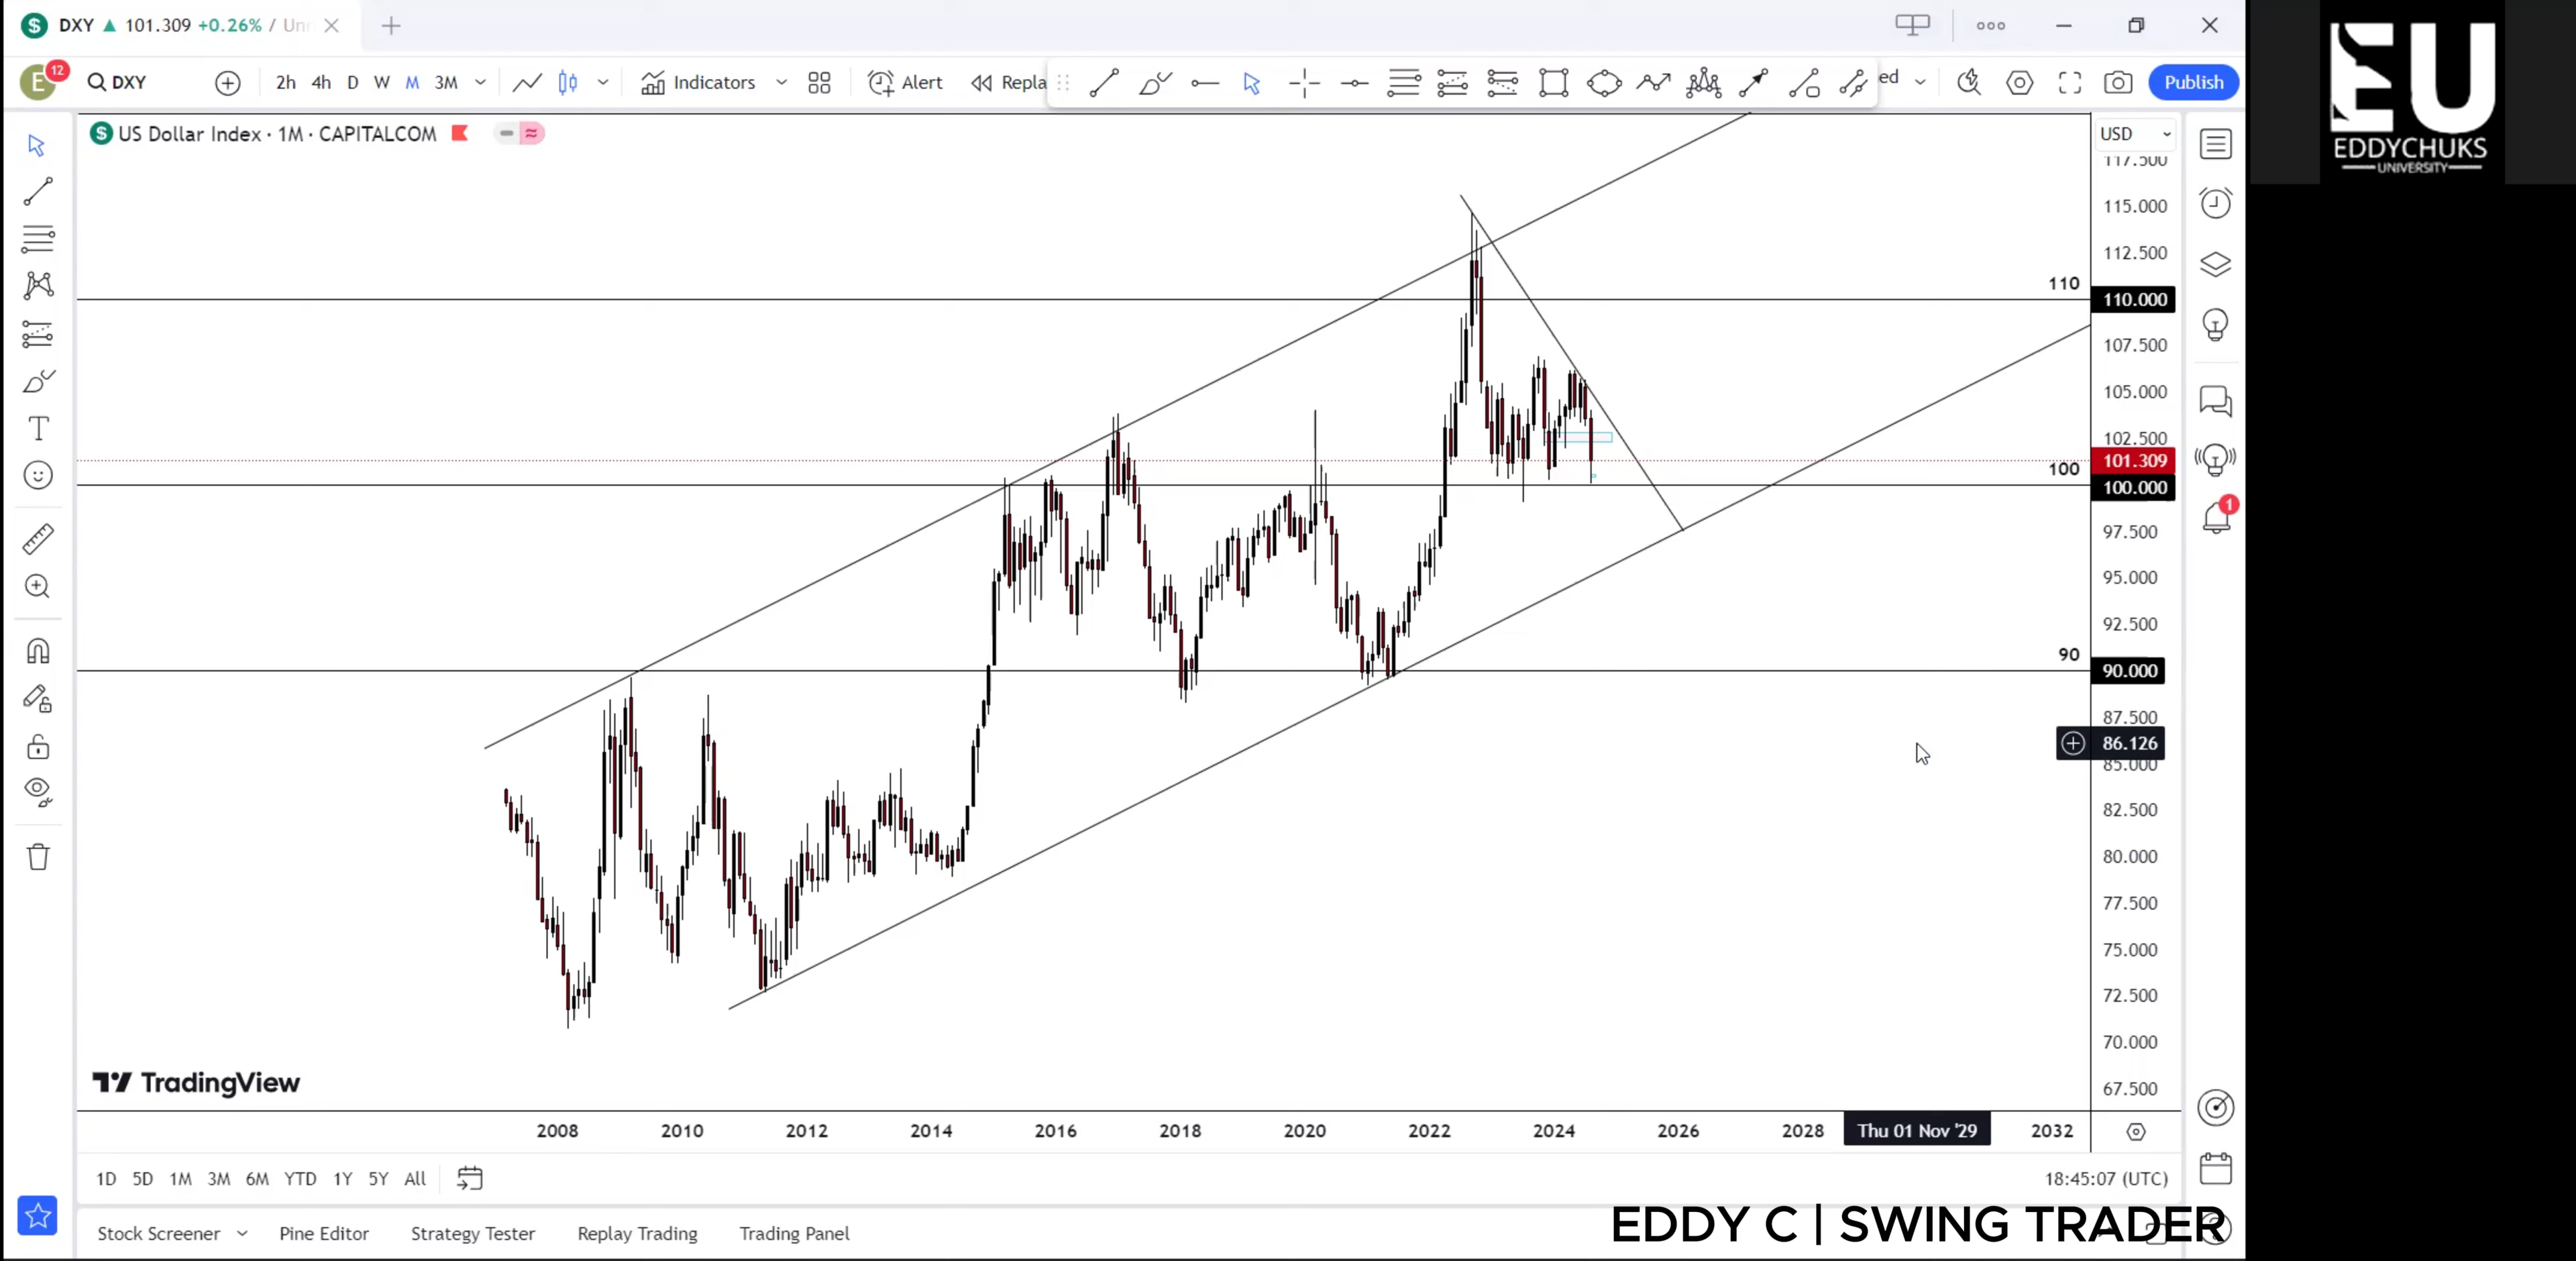 DXY ▲ 101.309 +0.26% / Un
E 12 DXY 2h 4h D W M 3M Indicators Alert Repla ed Publish
EU
EDDYCHUKS
UNIVERSITY
US Dollar Index · 1M · CAPITALCOM
USD
117.500
115.000
112.500
110 110.000
107.500
105.000
102.500
101.309
100 100.000
97.500
95.000
92.500
90 90.000
87.500
86.126
85.000
82.500
80.000
77.500
75.000
72.500
70.000
67.500
1
TradingView
2008 2010 2012 2014 2016 2018 2020 2022 2024 2026 2028 Thu 01 Nov '29 2032
1D 5D 1M 3M 6M YTD 1Y 5Y All 18:45:07 (UTC)
Stock Screener Pine Editor Strategy Tester Replay Trading Trading Panel
EDDY C | SWING TRADER